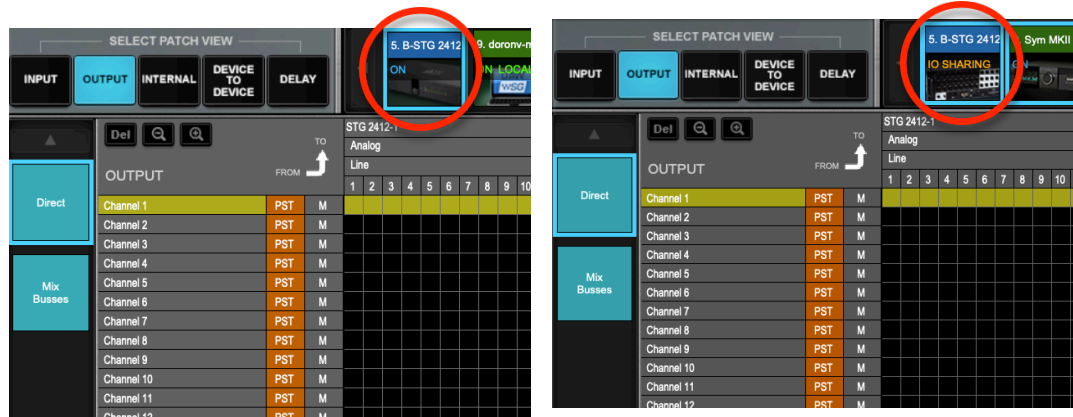 SELECT PATCH VIEW
INPUT
OUTPUT
INTERNAL
DEVICE
TO
DEVICE
DELAY
5. B-STG 2412
ON
9. doronv-m
ON LOCAL
WSG
Del
TO
OUTPUT
FROM
STG 2412-1
Analog
Line
1 2 3 4 5 6 7 8 9 10
Direct
Mix
Busses
Channel 1 PST M
Channel 2 PST M
Channel 3 PST M
Channel 4 PST M
Channel 5 PST M
Channel 6 PST M
Channel 7 PST M
Channel 8 PST M
Channel 9 PST M
Channel 10 PST M
Channel 11 PST M
Channel 12 PST M
SELECT PATCH VIEW
INPUT
OUTPUT
INTERNAL
DEVICE
TO
DEVICE
DELAY
5. B-STG 2412
IO SHARING
Sym MKII
ON
Del
TO
OUTPUT
FROM
STG 2412-1
Analog
Line
1 2 3 4 5 6 7 8 9 10
Direct
Mix
Busses
Channel 1 PST M
Channel 2 PST M
Channel 3 PST M
Channel 4 PST M
Channel 5 PST M
Channel 6 PST M
Channel 7 PST M
Channel 8 PST M
Channel 9 PST M
Channel 10 PST M
Channel 11 PST M
Channel 12 PST M